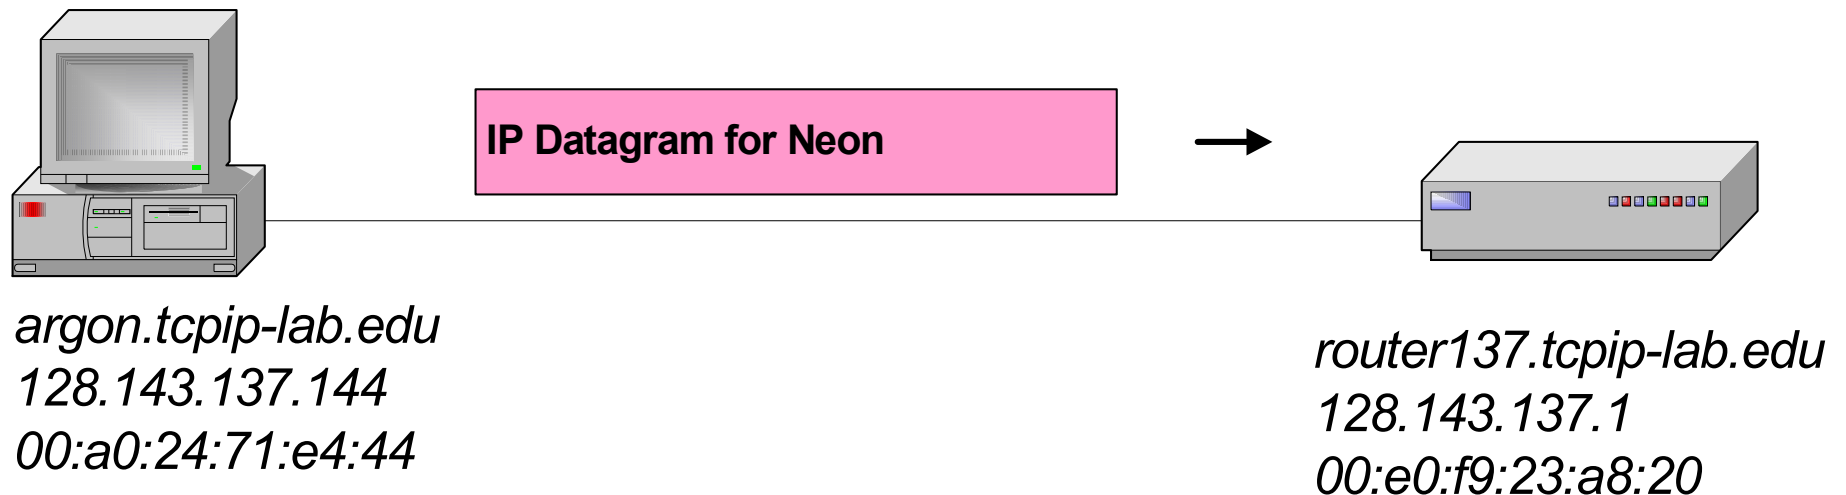 IP Datagram for Neon
argon.tcpip-lab.edu
128.143.137.144
00:a0:24:71:e4:44
router137.tcpip-lab.edu
128.143.137.1
00:e0:f9:23:a8:20